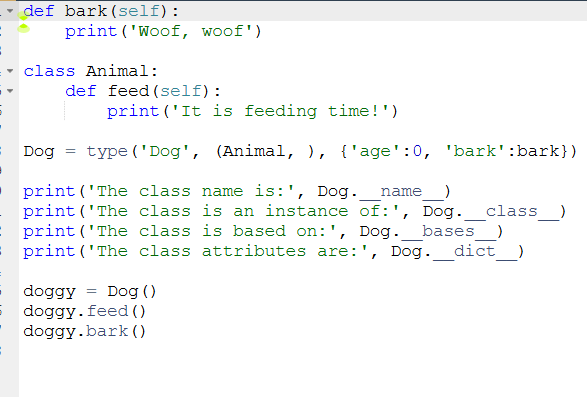 def bark(self):
    print('Woof, woof')
class Animal:
    def feed(self):
        print('It is feeding time!')
Dog = type('Dog', (Animal, ), {'age':0, 'bark':bark})
print('The class name is:', Dog.__name__)
print('The class is an instance of:', Dog.__class__)
print('The class is based on:', Dog.__bases__)
print('The class attributes are:', Dog.__dict__)
doggy = Dog()
doggy.feed()
doggy.bark()